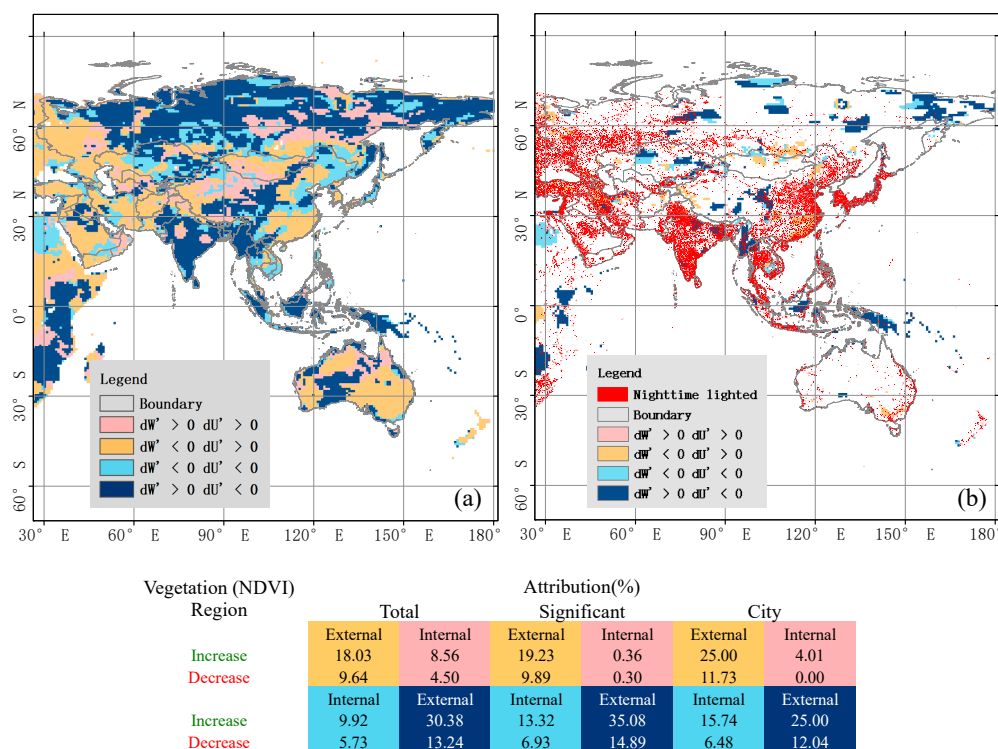 60° N
30° N
0°
30° S
60° S
30° E 60° E 90° E 120° E 150° E 180° E
Legend
Boundary
dW' > 0 dU' > 0
dW' < 0 dU' > 0
dW' < 0 dU' < 0
dW' > 0 dU' < 0
(a)
60° N
30° N
0°
30° S
60° S
30° E 60° E 90° E 120° E 150° E 180° E
Legend
Nighttime lighted
Boundary
dW' > 0 dU' > 0
dW' < 0 dU' > 0
dW' < 0 dU' < 0
dW' > 0 dU' < 0
(b)
Vegetation (NDVI) Attribution(%)
Region Total Significant City
External Internal External Internal External Internal
Increase 18.03 8.56 19.23 0.36 25.00 4.01
Decrease 9.64 4.50 9.89 0.30 11.73 0.00
Internal External Internal External Internal External
Increase 9.92 30.38 13.32 35.08 15.74 25.00
Decrease 5.73 13.24 6.93 14.89 6.48 12.04